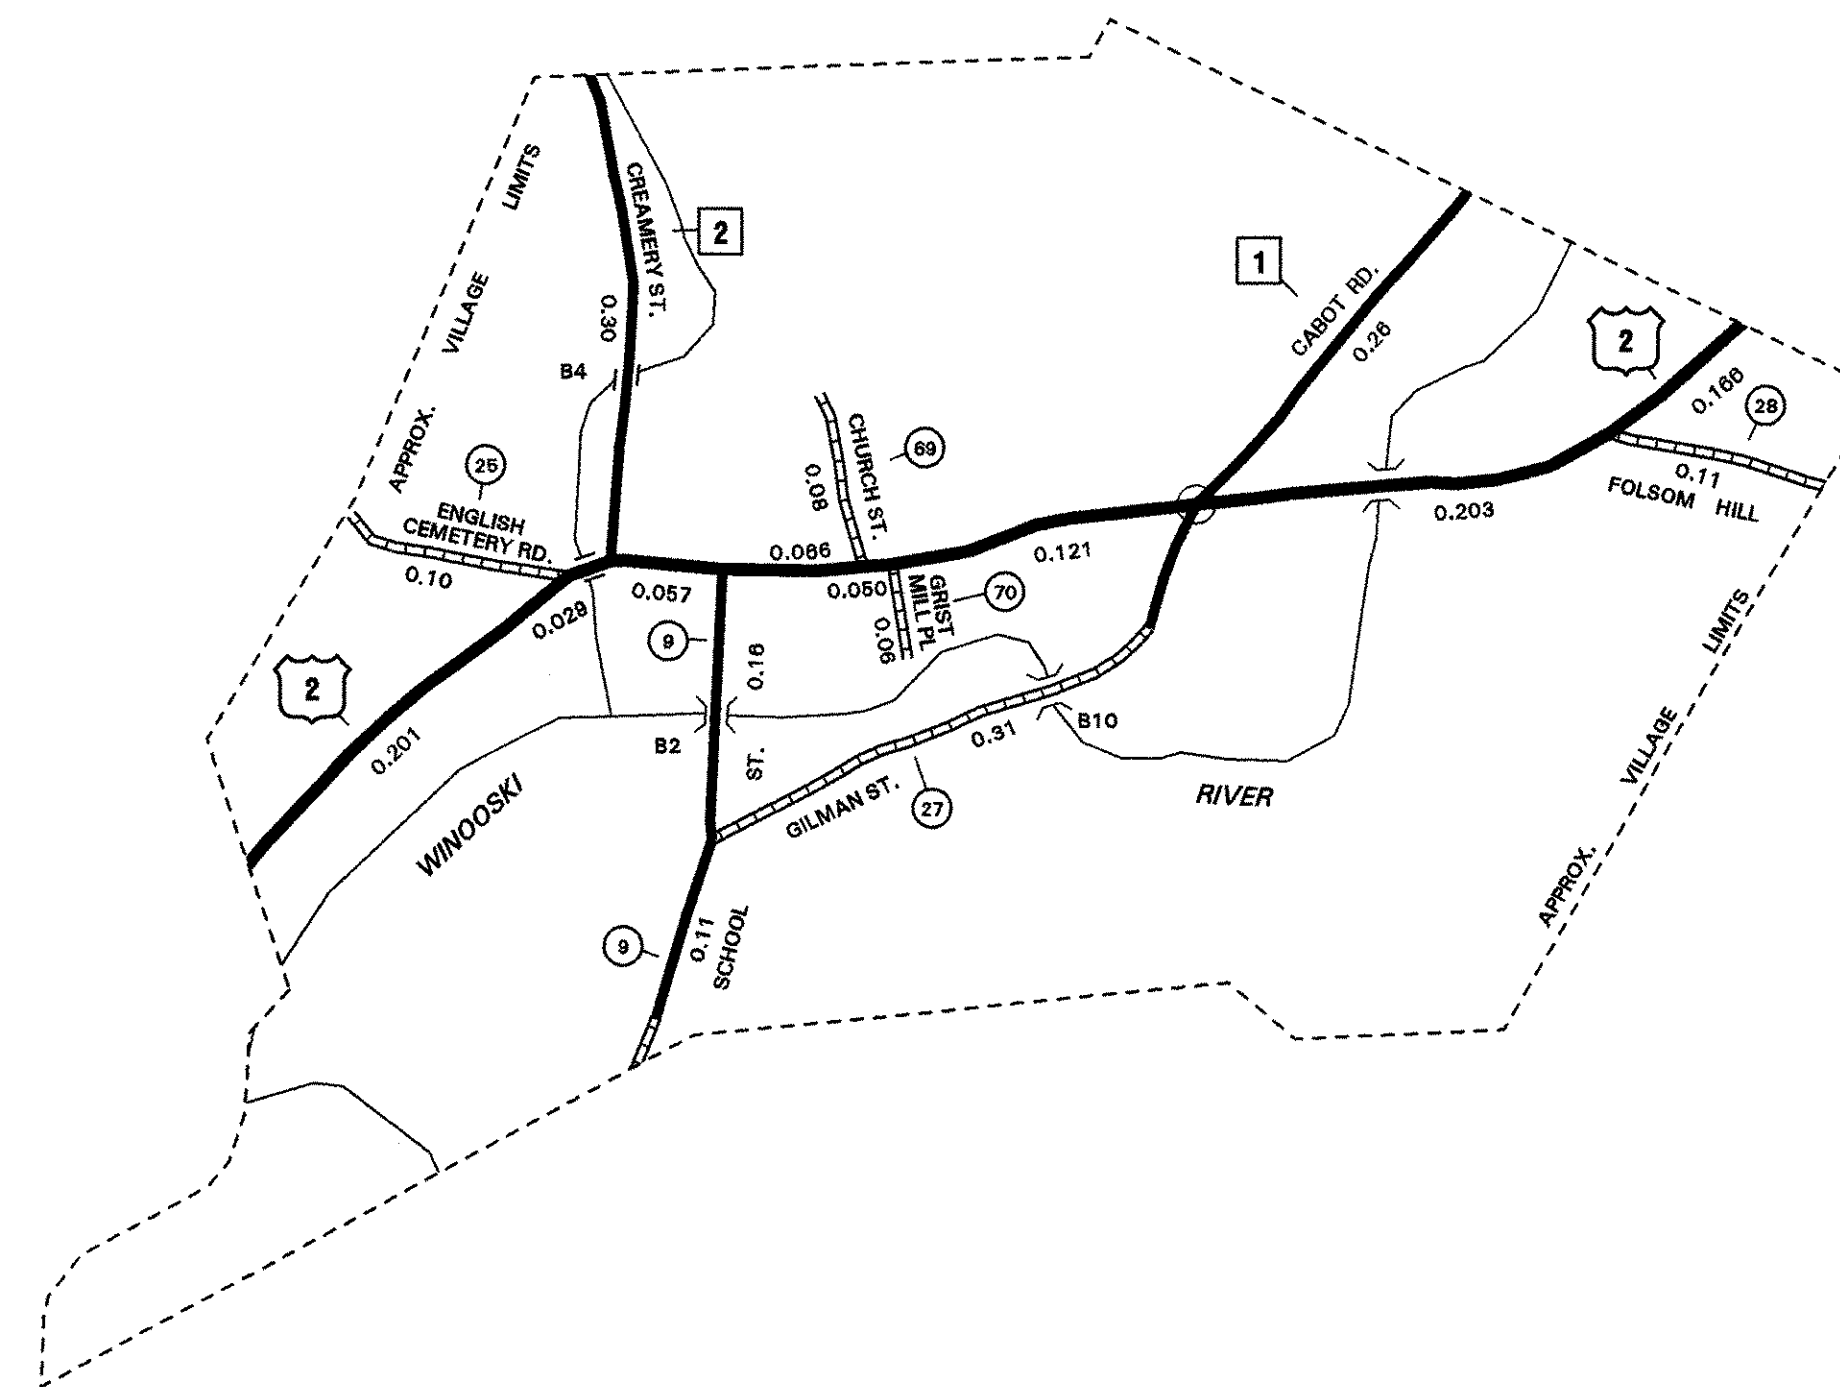 LIMITS
VILLAGE
APPROX.
CREAMERY ST.
2
0.30
B4
1
CABOT RD.
0.26
2
0.166
28
0.11
FOLSOM HILL
25
ENGLISH
CEMETERY RD.
0.10
CHURCH ST.
69
0.08
0.086
0.121
0.203
0.029
0.057
0.050
GRIST
MILL PL
70
0.06
9
0.16
2
0.201
B2
ST.
B10
0.31
GILMAN ST.
27
WINOOSKI
RIVER
LIMITS
VILLAGE
APPROX.
9
0.11
SCHOOL